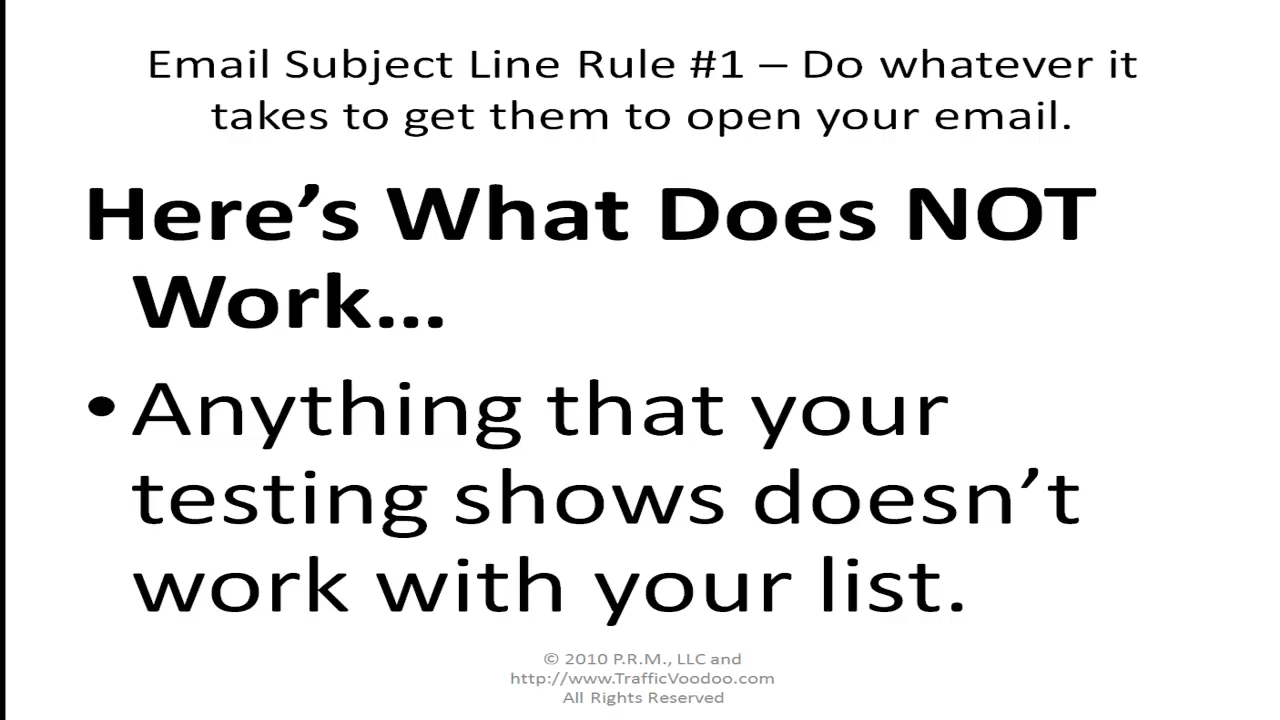 Email Subject Line Rule #1 – Do whatever it
takes to get them to open your email.
Here’s What Does NOT
Work…
• Anything that your
testing shows doesn’t
work with your list.
© 2010 P.R.M., LLC and
http://www.TrafficVoodoo.com
All Rights Reserved